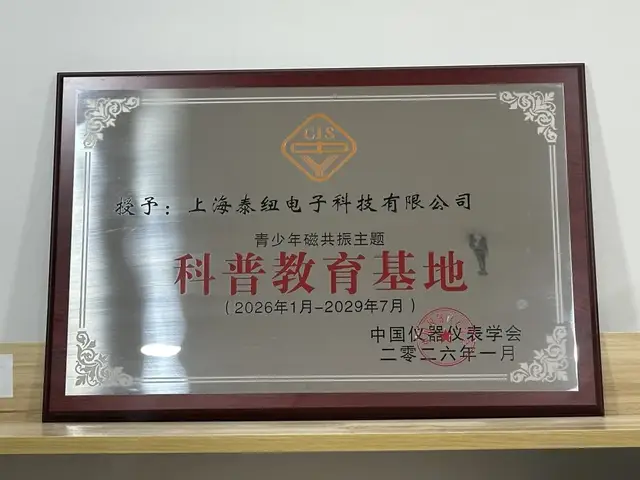 CIS
授予：上海泰纽电子科技有限公司
青少年磁共振主题
科普教育基地
（2026年1月-2029年7月）
中国仪器仪表学会
二零二六年一月